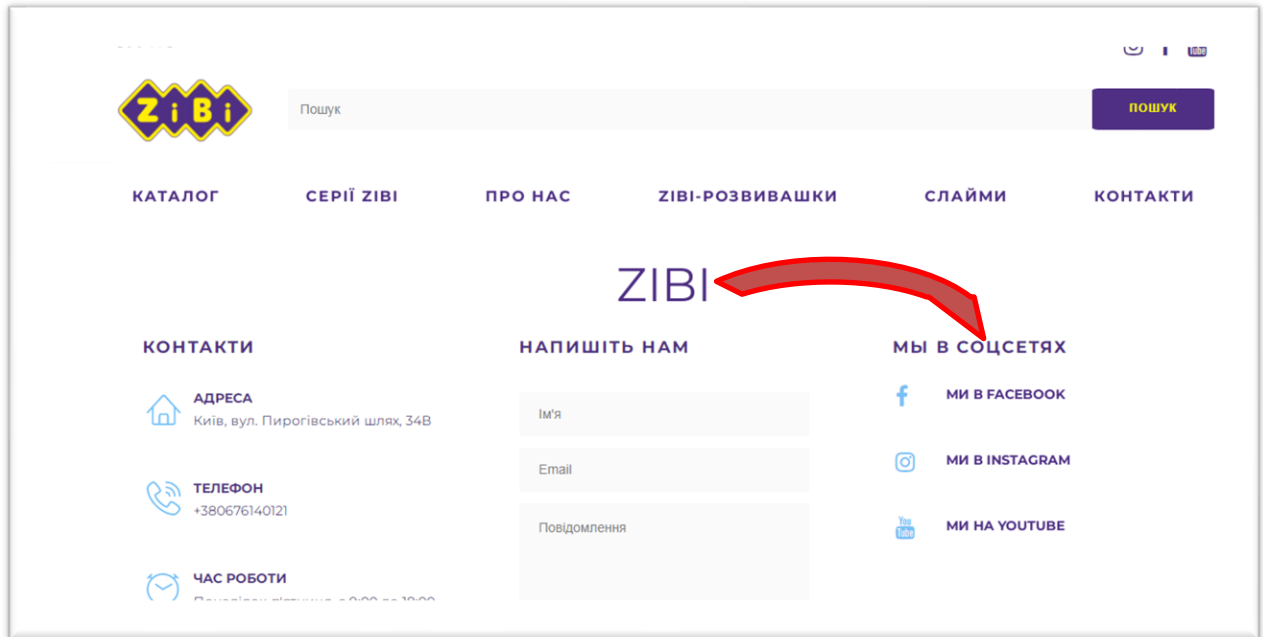 ZiBi
Пошук
ПОШУК
КАТАЛОГ СЕРІЇ ZIBI ПРО НАС ZIBI-РОЗВИВАШКИ СЛАЙМИ КОНТАКТИ
ZIBI
КОНТАКТИ
АДРЕСА
Київ, вул. Пирогівський шлях, 34В
ТЕЛЕФОН
+380676140121
ЧАС РОБОТИ
НАПИШІТЬ НАМ
Ім'я
Email
Повідомлення
МЫ В СОЦСЕТЯХ
МИ В FACEBOOK
МИ В INSTAGRAM
You
Tube
МИ НА YOUTUBE